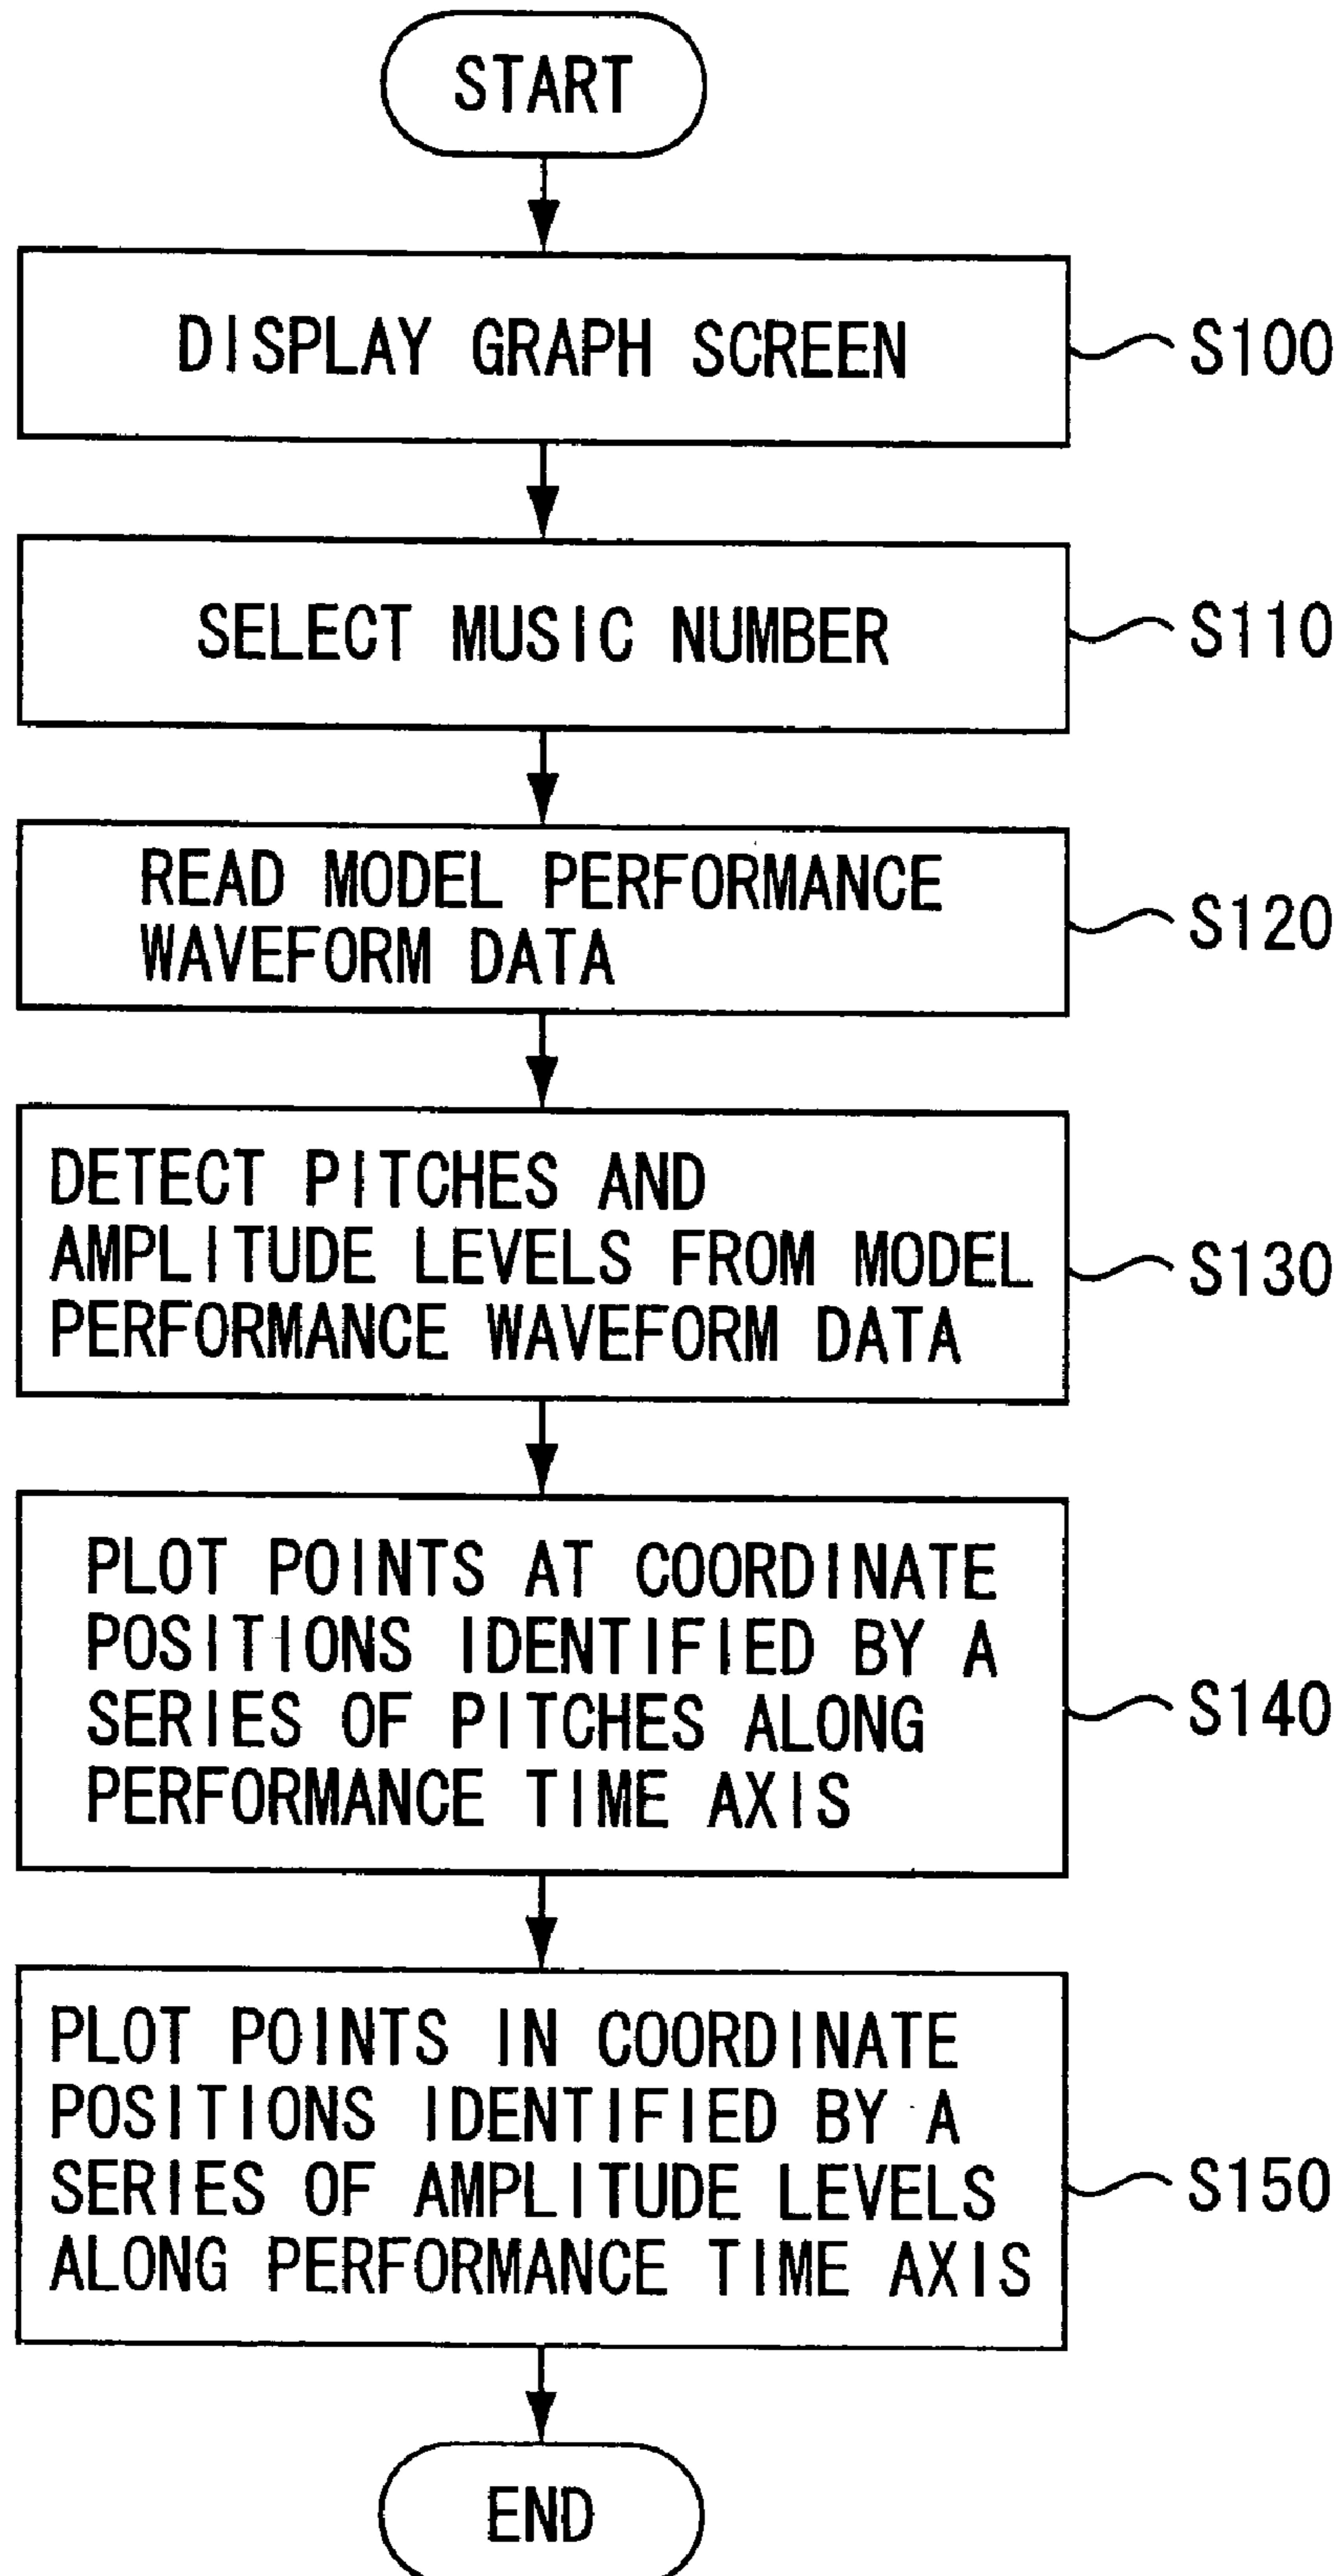 START
DISPLAY GRAPH SCREEN
S100
SELECT MUSIC NUMBER
S110
READ MODEL PERFORMANCE
WAVEFORM DATA
S120
DETECT PITCHES AND
AMPLITUDE LEVELS FROM MODEL
PERFORMANCE WAVEFORM DATA
S130
PLOT POINTS AT COORDINATE
POSITIONS IDENTIFIED BY A
SERIES OF PITCHES ALONG
PERFORMANCE TIME AXIS
S140
PLOT POINTS IN COORDINATE
POSITIONS IDENTIFIED BY A
SERIES OF AMPLITUDE LEVELS
ALONG PERFORMANCE TIME AXIS
S150
END